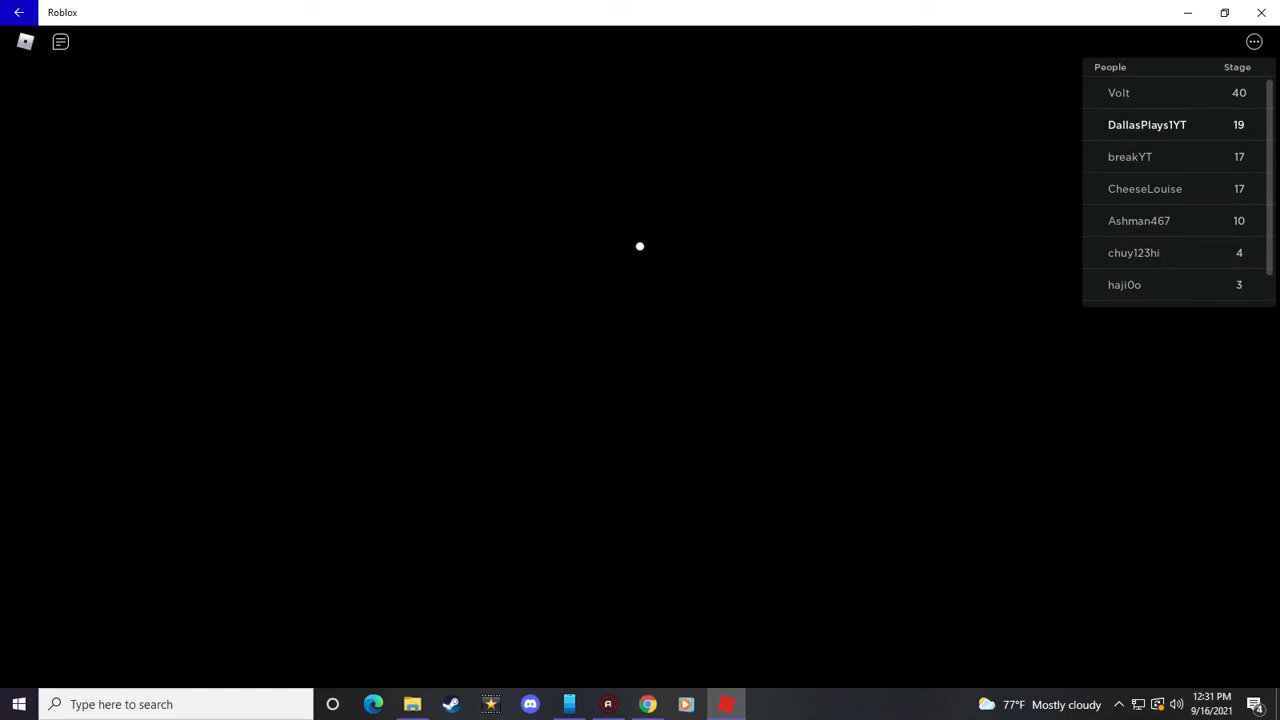 Roblox
People Stage
Volt 40
DallasPlays1YT 19
breakYT 17
CheeseLouise 17
Ashman467 10
chuy123hi 4
haji0o 3
Type here to search
77°F Mostly cloudy
12:31 PM
9/16/2021
4